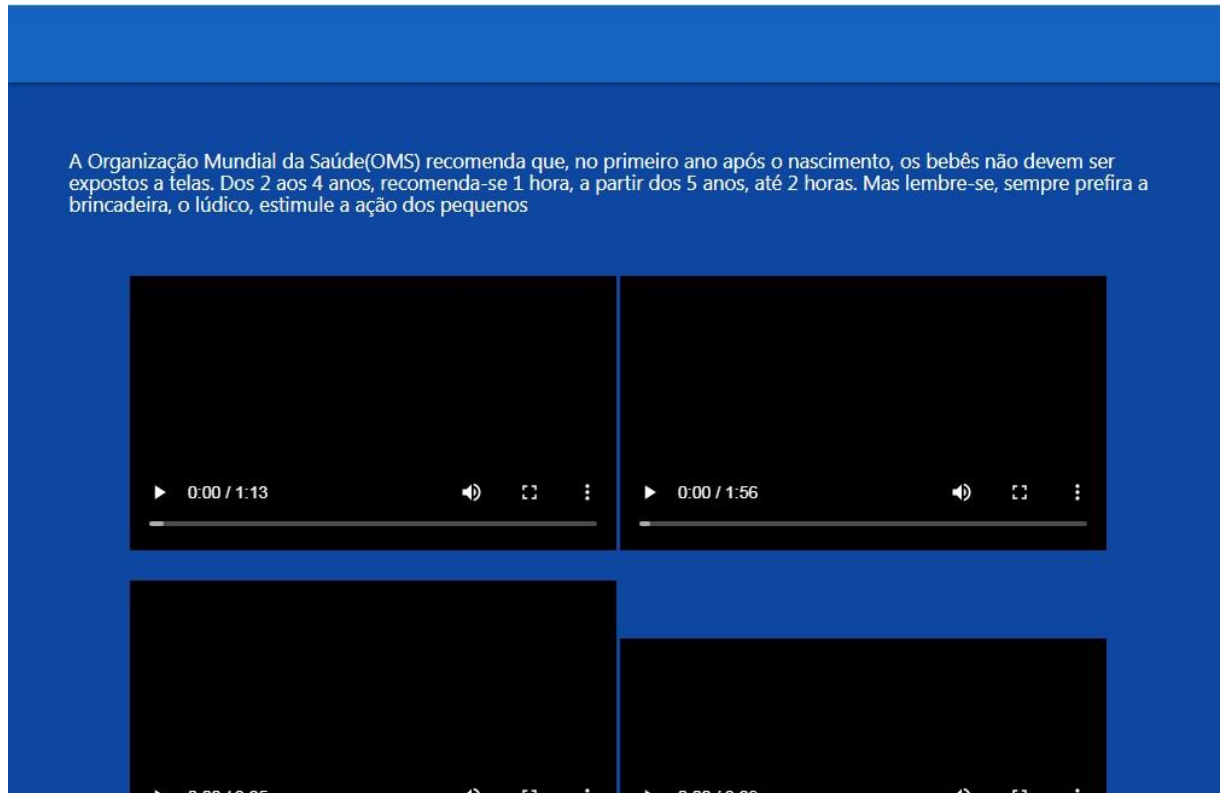 A Organização Mundial da Saúde(OMS) recomenda que, no primeiro ano após o nascimento, os bebês não devem ser
expostos a telas. Dos 2 aos 4 anos, recomenda-se 1 hora, a partir dos 5 anos, até 2 horas. Mas lembre-se, sempre prefira a
brincadeira, o lúdico, estimule a ação dos pequenos
0:00 / 1:13
0:00 / 1:56